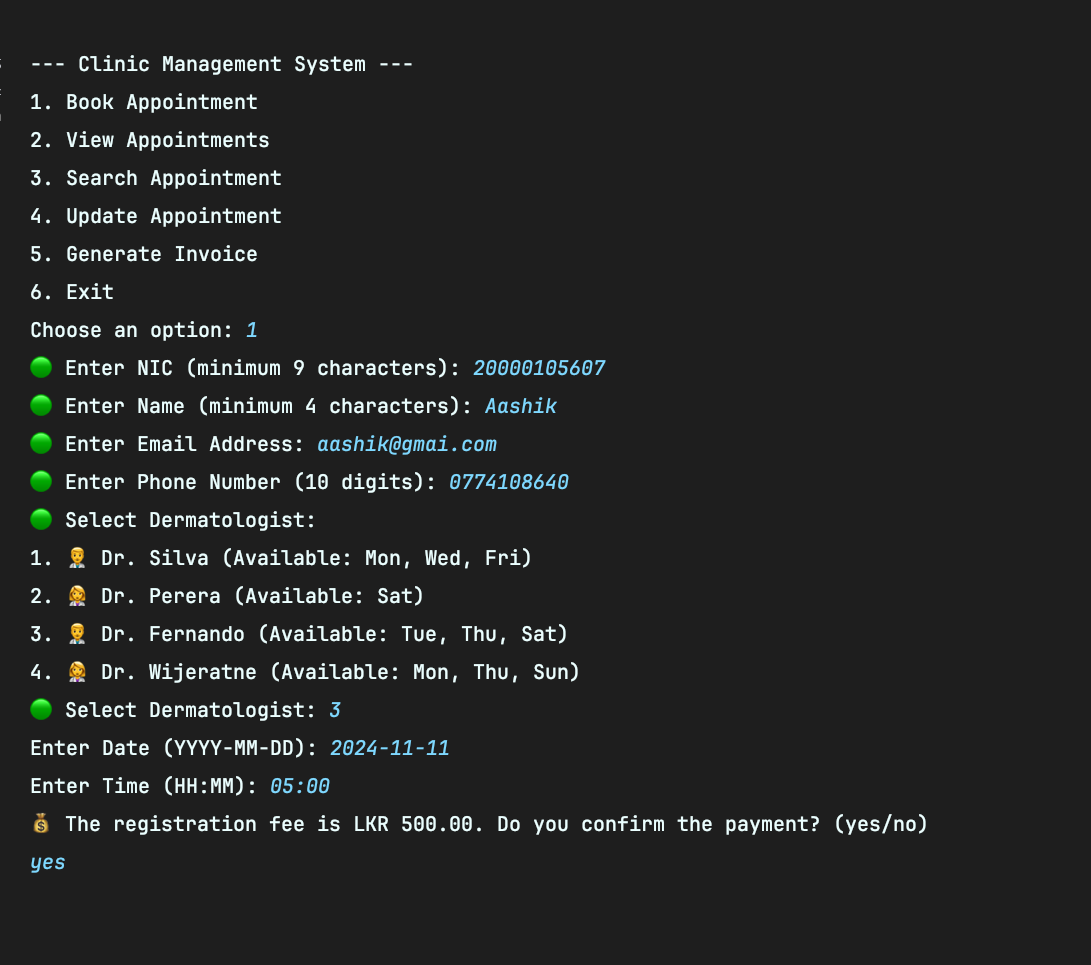 --- Clinic Management System ---
1. Book Appointment
2. View Appointments
3. Search Appointment
4. Update Appointment
5. Generate Invoice
6. Exit
Choose an option: 1
🟢 Enter NIC (minimum 9 characters): 20000105607
🟢 Enter Name (minimum 4 characters): Aashik
🟢 Enter Email Address: aashik@gmai.com
🟢 Enter Phone Number (10 digits): 0774108640
🟢 Select Dermatologist:
1. 👨‍⚕️ Dr. Silva (Available: Mon, Wed, Fri)
2. 👩‍⚕️ Dr. Perera (Available: Sat)
3. 👨‍⚕️ Dr. Fernando (Available: Tue, Thu, Sat)
4. 👩‍⚕️ Dr. Wijeratne (Available: Mon, Thu, Sun)
🟢 Select Dermatologist: 3
Enter Date (YYYY-MM-DD): 2024-11-11
Enter Time (HH:MM): 05:00
💰 The registration fee is LKR 500.00. Do you confirm the payment? (yes/no)
yes